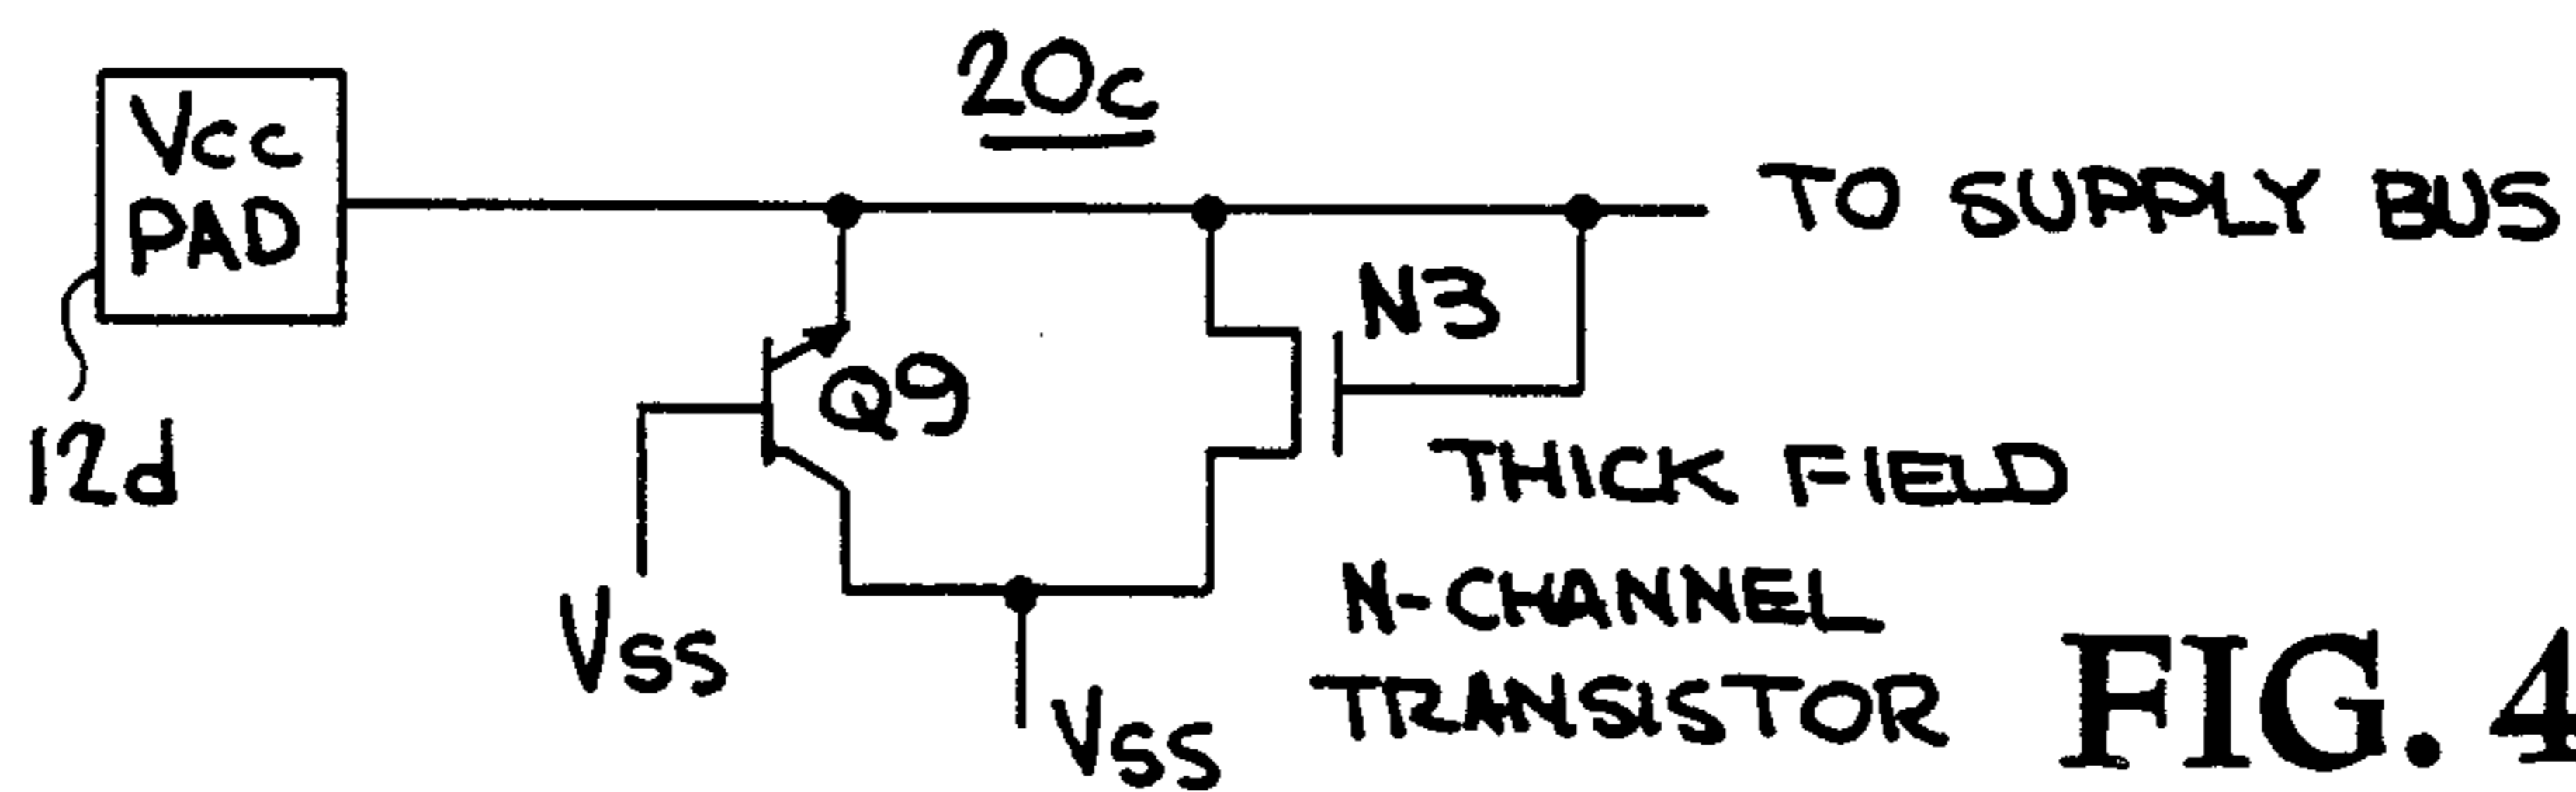 20c
Vcc
PAD
TO SUPPLY BUS
N3
Q9
12d
THICK FIELD
N-CHANNEL
TRANSISTOR
Vss
Vss
FIG. 4